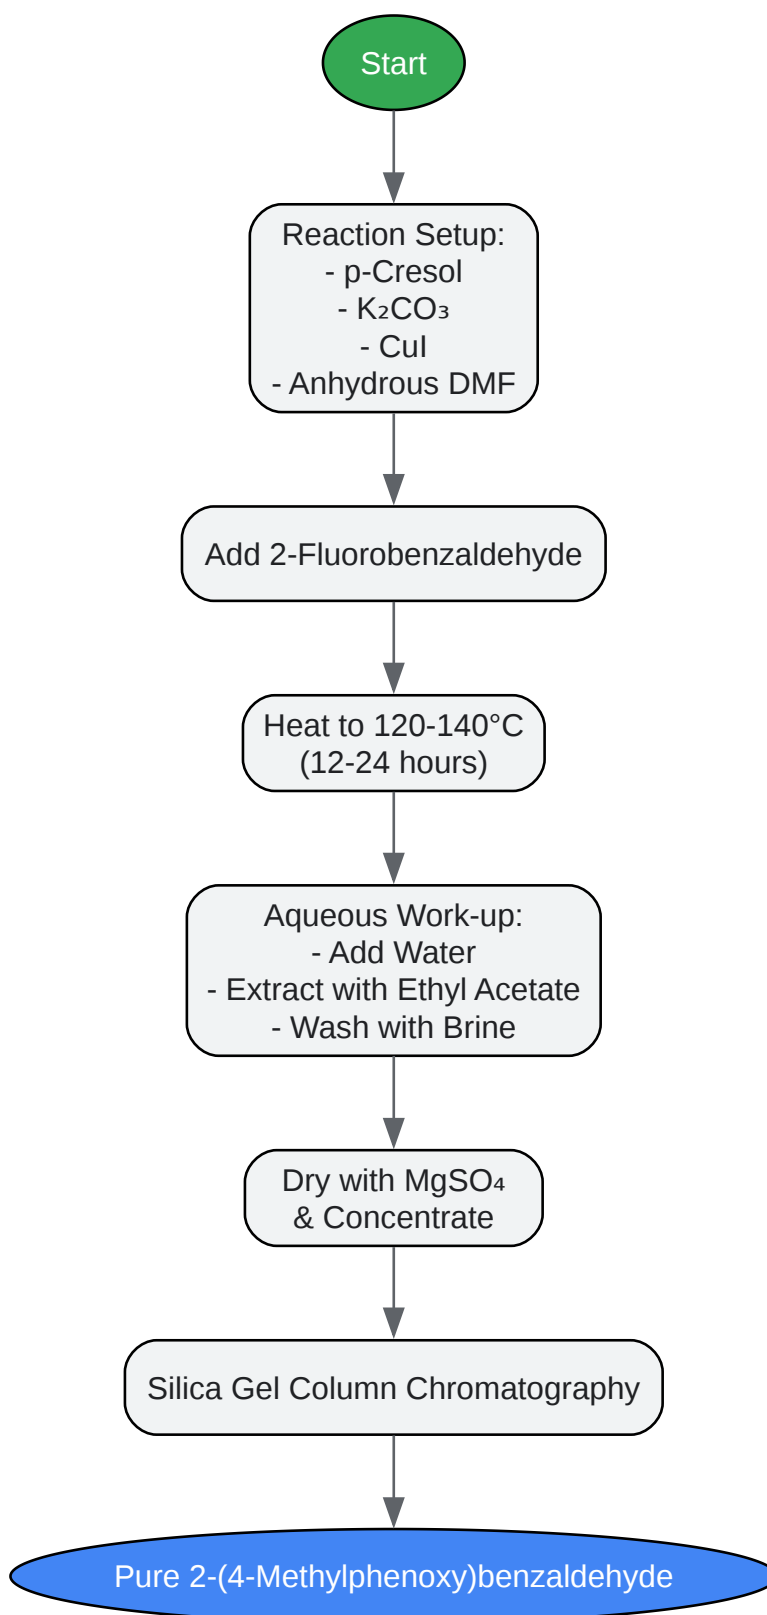 Start
Reaction Setup:
- p-Cresol
- K₂CO₃
- CuI
- Anhydrous DMF
Add 2-Fluorobenzaldehyde
Heat to 120-140°C
(12-24 hours)
Aqueous Work-up:
- Add Water
- Extract with Ethyl Acetate
- Wash with Brine
Dry with MgSO₄
& Concentrate
Silica Gel Column Chromatography
Pure 2-(4-Methylphenoxy)benzaldehyde